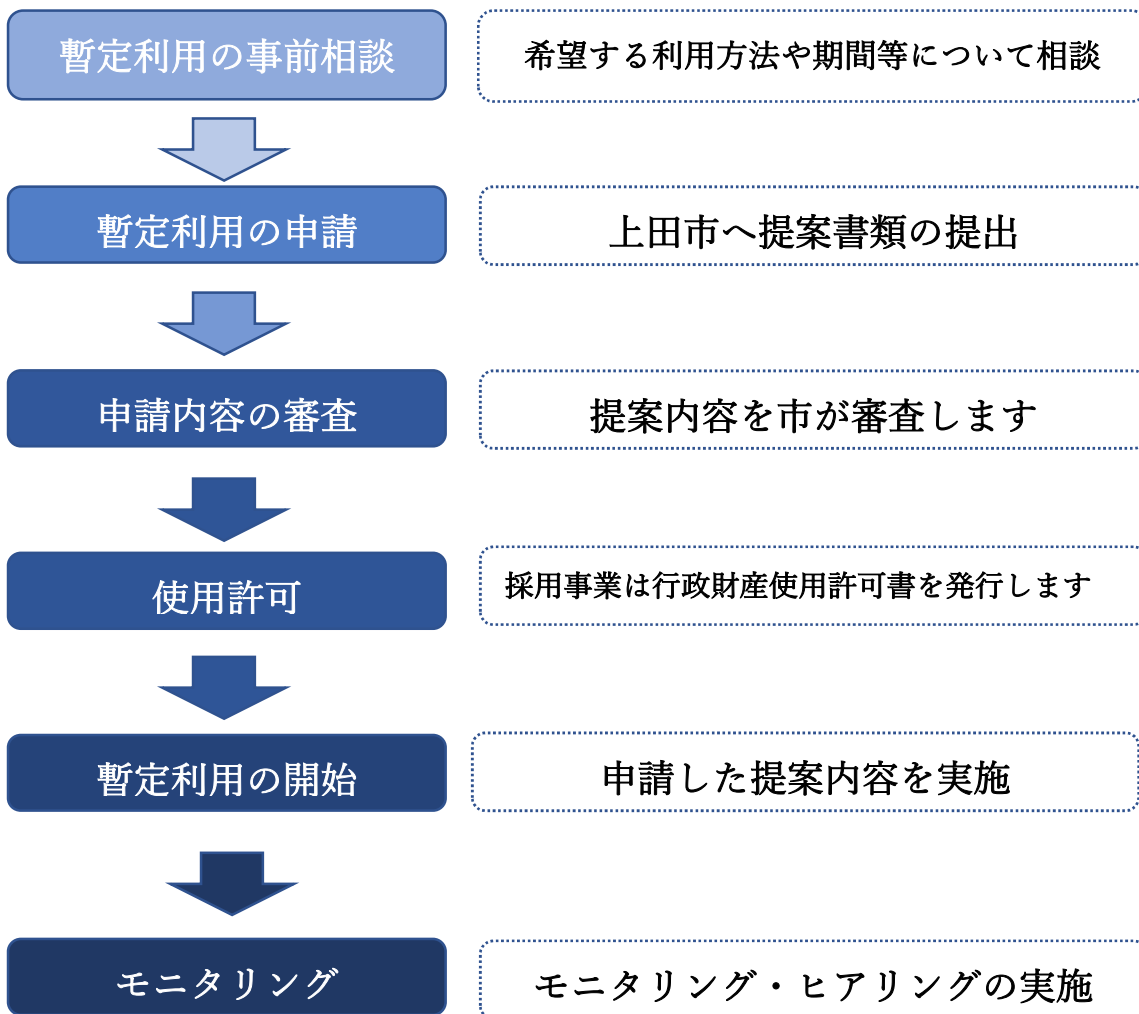 暫定利用の事前相談
希望する利用方法や期間等について相談
暫定利用の申請
上田市へ提案書類の提出
申請内容の審査
提案内容を市が審査します
使用許可
採用事業は行政財産使用許可書を発行します
暫定利用の開始
申請した提案内容を実施
モニタリング
モニタリング・ヒアリングの実施